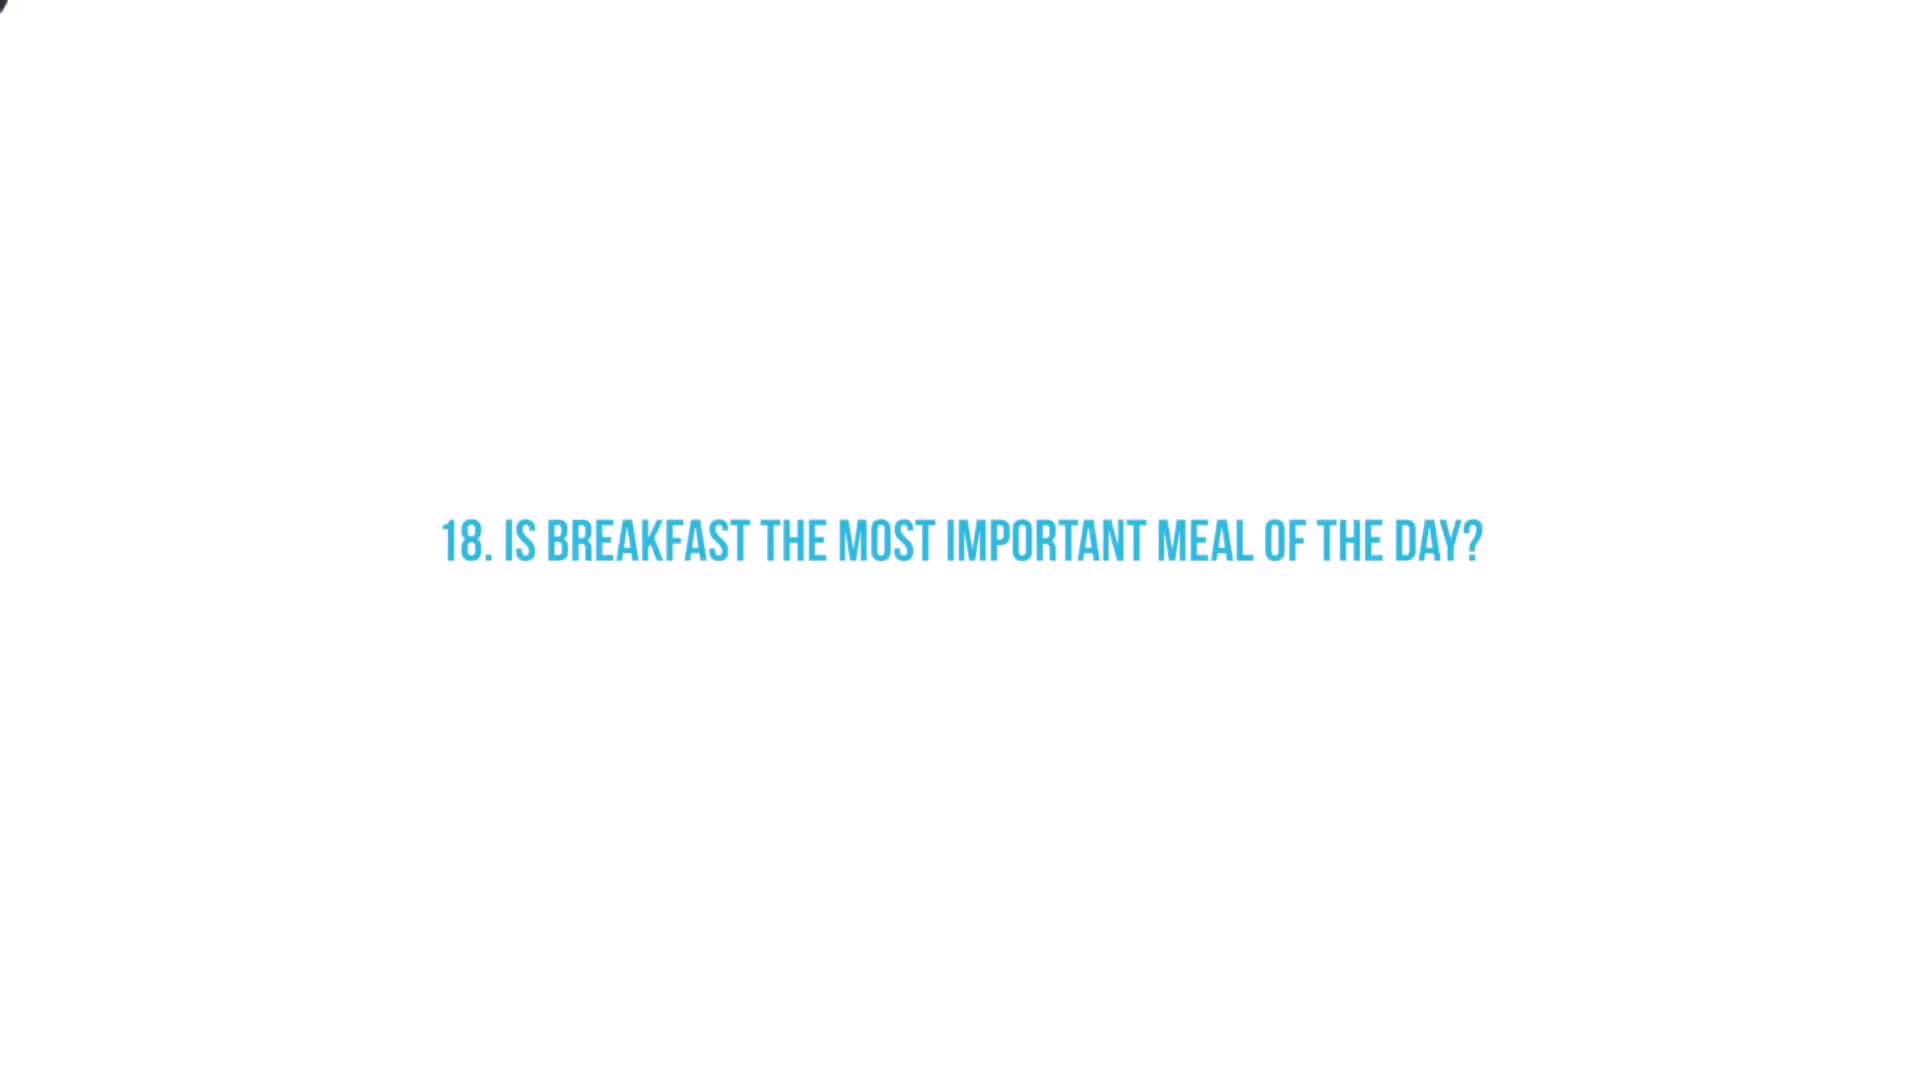 18. IS BREAKFAST THE MOST IMPORTANT MEAL OF THE DAY?